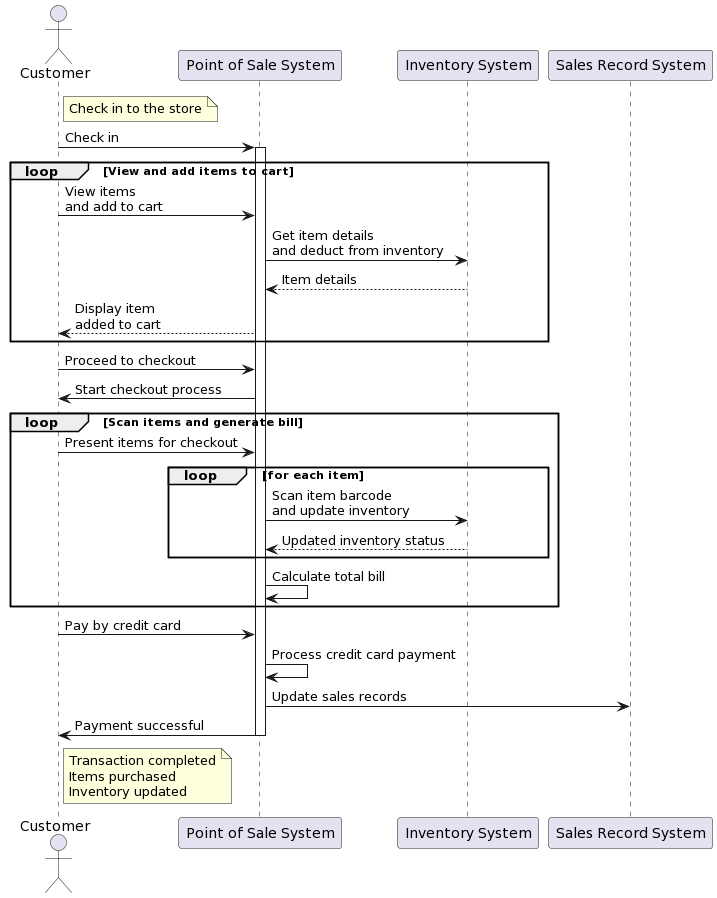 Customer
Point of Sale System
Inventory System
Sales Record System
Check in to the store
Check in
loop
[View and add items to cart]
View items
and add to cart
Get item details
and deduct from inventory
Item details
Display item
added to cart
Proceed to checkout
Start checkout process
loop
[Scan items and generate bill]
Present items for checkout
loop
[for each item]
Scan item barcode
and update inventory
Updated inventory status
Calculate total bill
Pay by credit card
Process credit card payment
Update sales records
Payment successful
Transaction completed
Items purchased
Inventory updated
Customer
Point of Sale System
Inventory System
Sales Record System